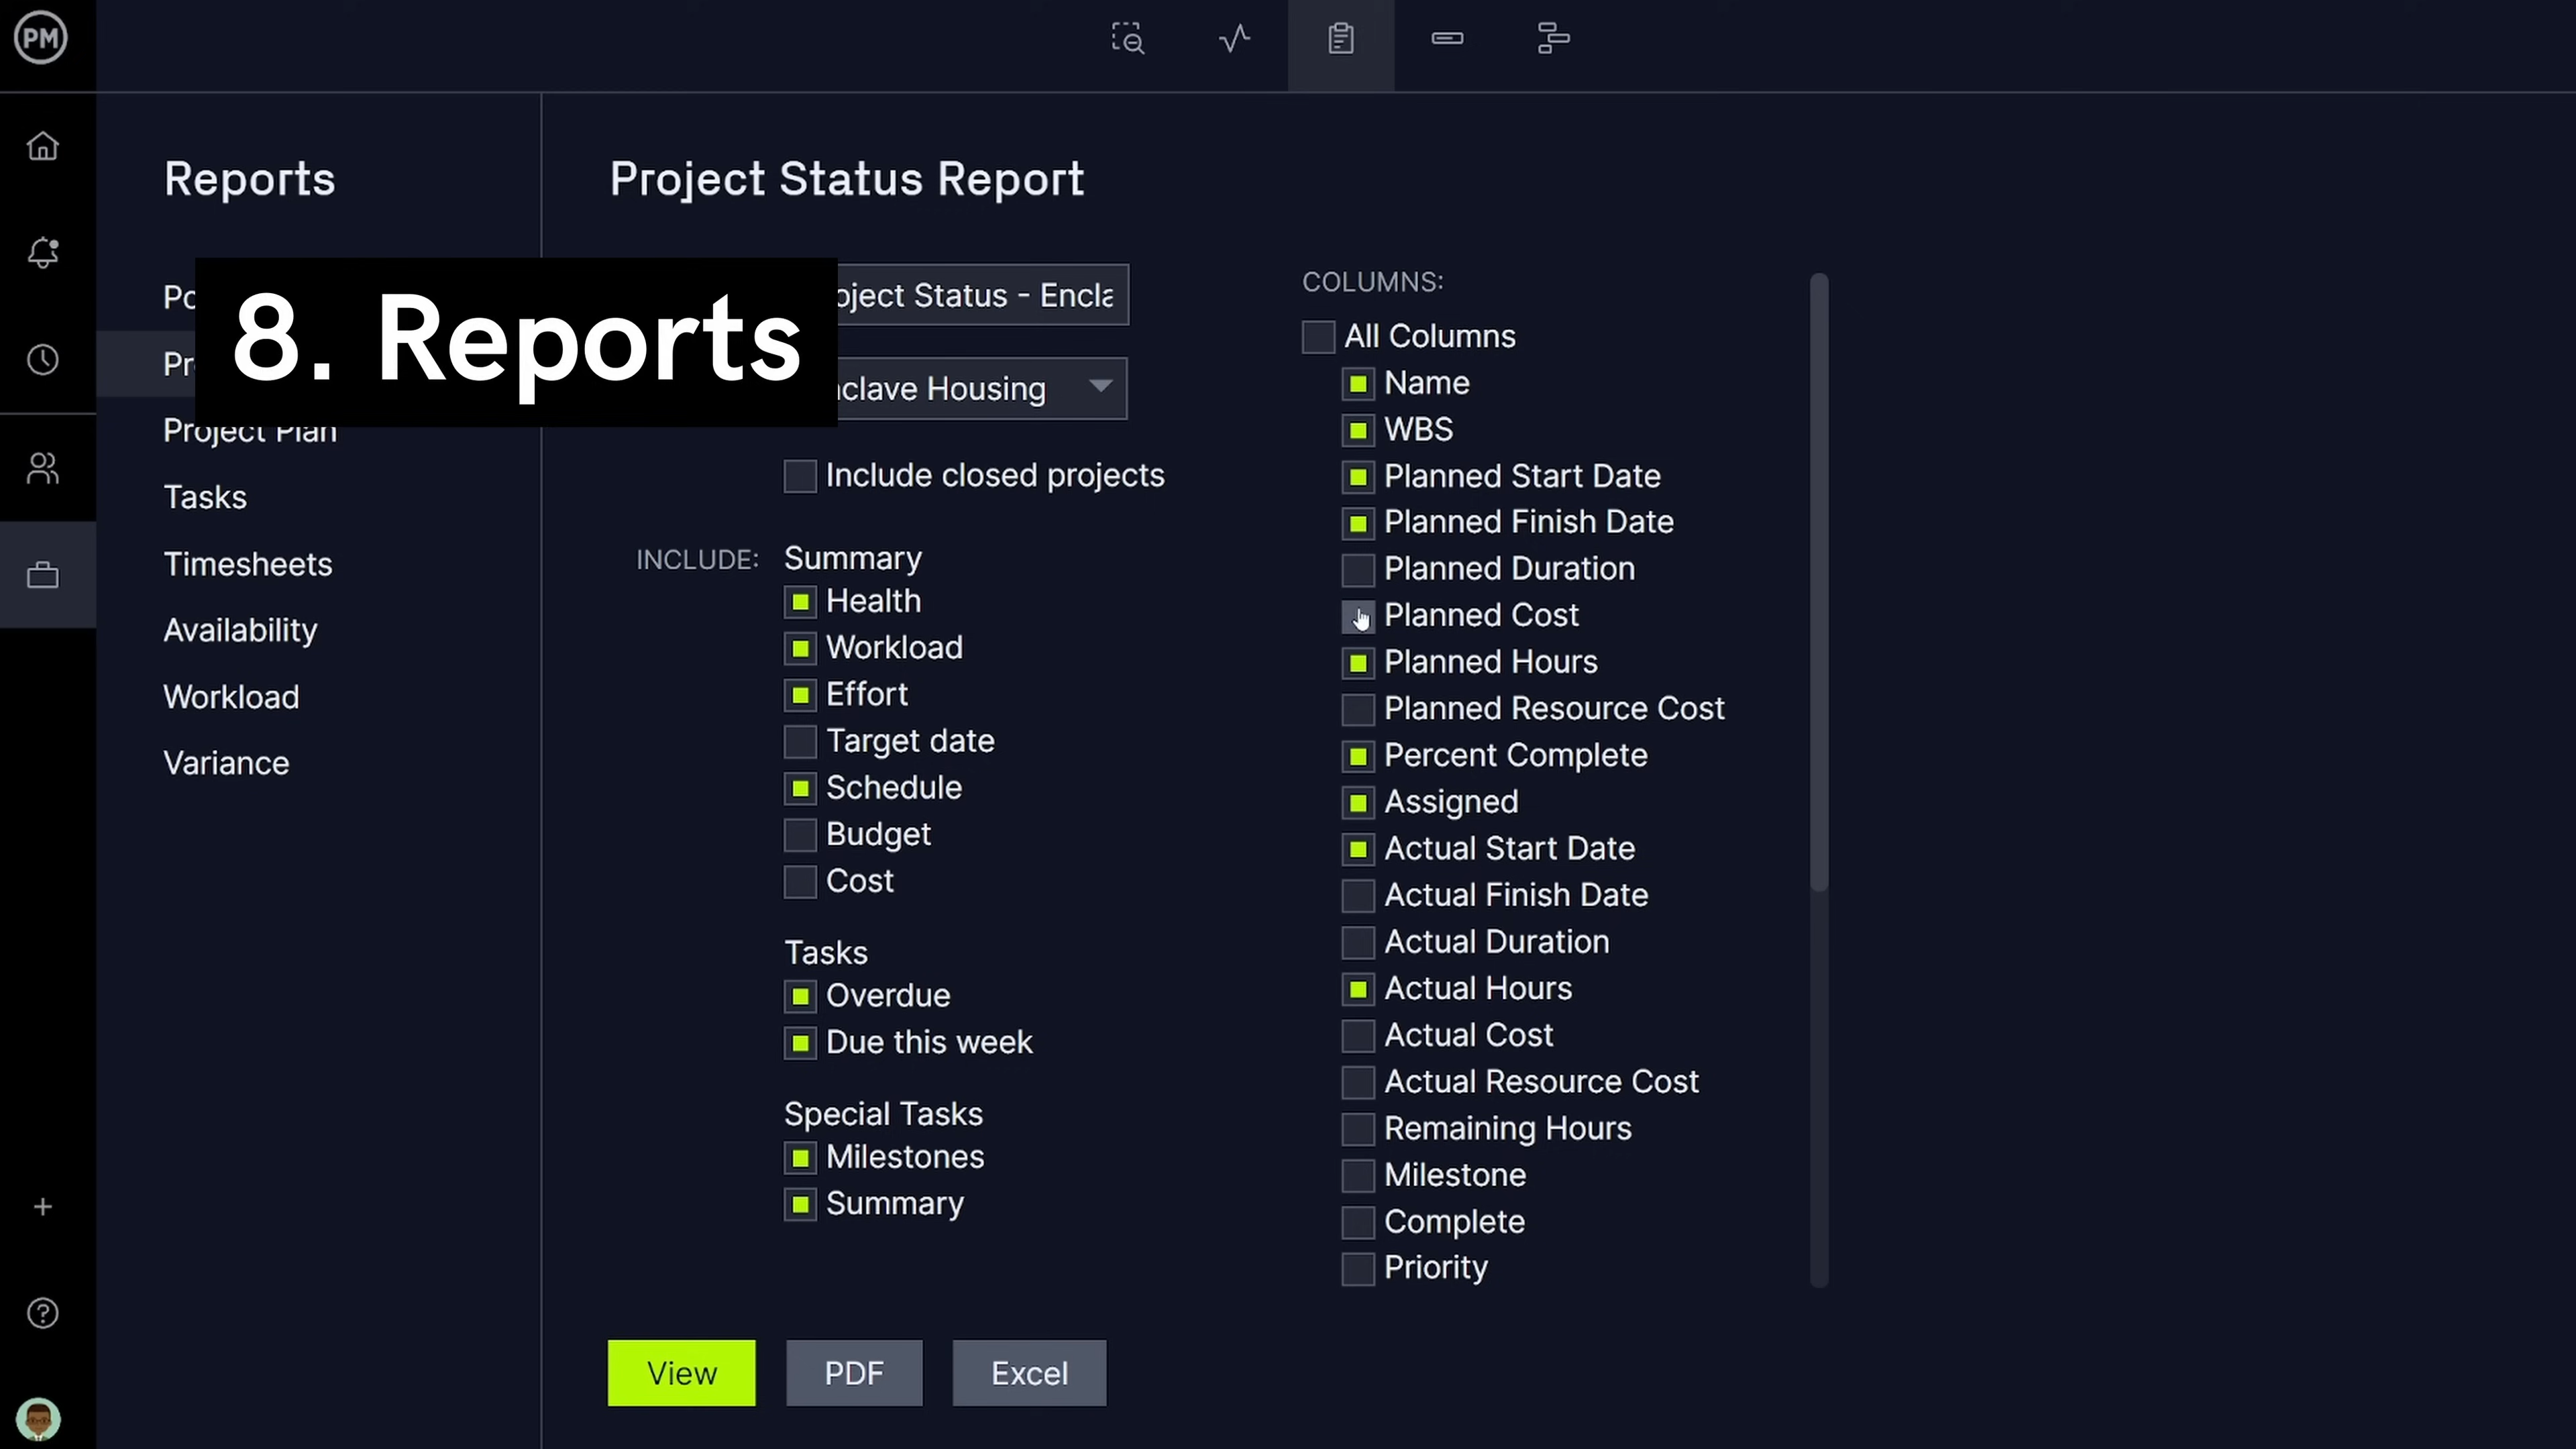 PM
Reports
Project Status Report
8. Reports
Project Plan
Tasks
Timesheets
Availability
Workload
Variance
Status - Encla
Housing
Include closed projects
INCLUDE:
Summary
Health
Workload
Effort
Target date
Schedule
Budget
Cost
Tasks
Overdue
Due this week
Special Tasks
Milestones
Summary
COLUMNS:
All Columns
Name
WBS
Planned Start Date
Planned Finish Date
Planned Duration
Planned Cost
Planned Hours
Planned Resource Cost
Percent Complete
Assigned
Actual Start Date
Actual Finish Date
Actual Duration
Actual Hours
Actual Cost
Actual Resource Cost
Remaining Hours
Milestone
Complete
Priority
View
PDF
Excel